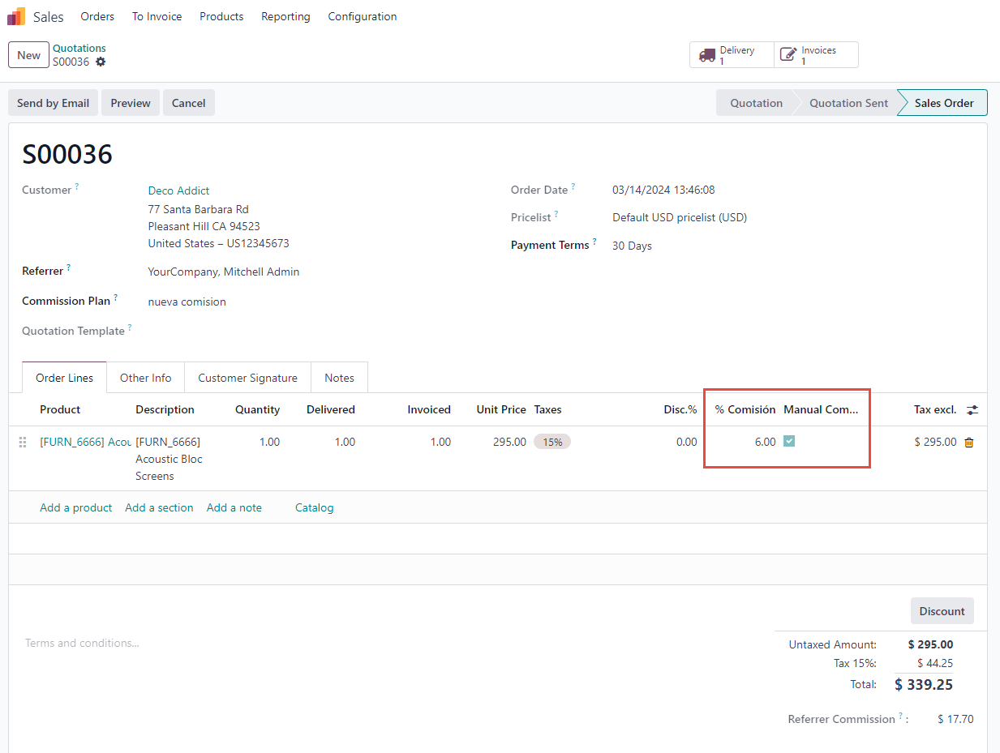 Sales Orders To Invoice Products Reporting Configuration
New Quotations
S00036
Delivery 1
Invoices 1
Send by Email Preview Cancel
Quotation Quotation Sent Sales Order
S00036
Customer ? Deco Addict
77 Santa Barbara Rd
Pleasant Hill CA 94523
United States – US12345673
Referrer ? YourCompany, Mitchell Admin
Commission Plan ? nueva comision
Quotation Template ?
Order Date ? 03/14/2024 13:46:08
Pricelist ? Default USD pricelist (USD)
Payment Terms ? 30 Days
Order Lines Other Info Customer Signature Notes
Product Description Quantity Delivered Invoiced Unit Price Taxes Disc.% % Comisión Manual Com... Tax excl.
[FURN_6666] Acou [FURN_6666] 1.00 1.00 1.00 295.00 15% 0.00 6.00 $ 295.00
Acoustic Bloc
Screens
Add a product Add a section Add a note Catalog
Discount
Terms and conditions...
Untaxed Amount: $ 295.00
Tax 15%: $ 44.25
Total: $ 339.25
Referrer Commission ? : $ 17.70